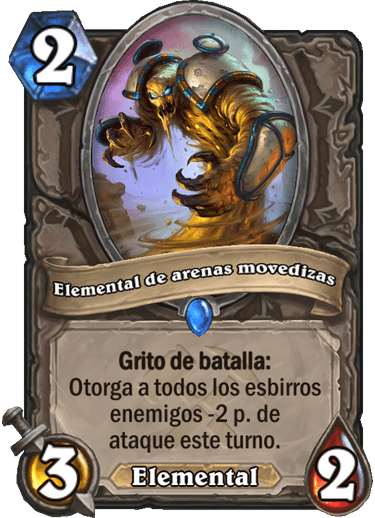 2
Elemental de arenas movedizas
Grito de batalla:
Otorga a todos los esbirros
enemigos -2 p. de
ataque este turno.
3
Elemental
2